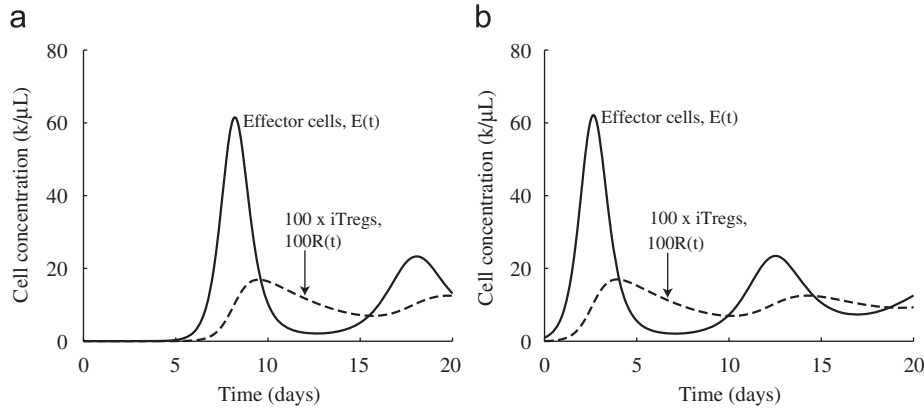 a
80
60
40
20
0
Cell concentration (k/μL)
Effector cells, E(t)
100 x iTregs,
100R(t)
0
5
10
15
20
Time (days)
b
80
60
40
20
0
Cell concentration (k/μL)
Effector cells, E(t)
100 x iTregs,
100R(t)
0
5
10
15
20
Time (days)